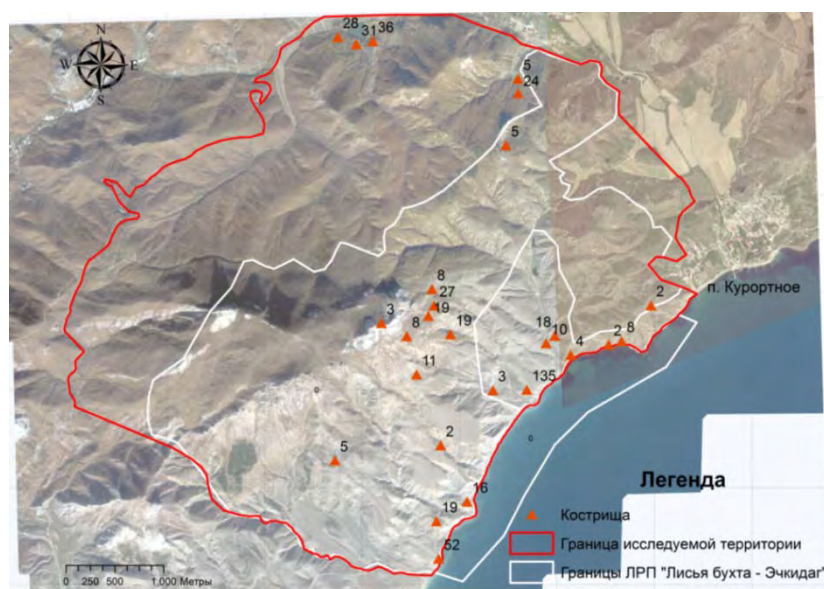 28
31
36
N
W E
S
5
24
5
8
27
3
19
8
19
11
18
10
4
2
8
2
п. Курортное
3
135
2
5
16
19
52
Легенда
Кострища
Граница исследуемой территории
Границы ЛРП "Лисья бухта - Эчкидаг"
0 250 500 1,000 Метры